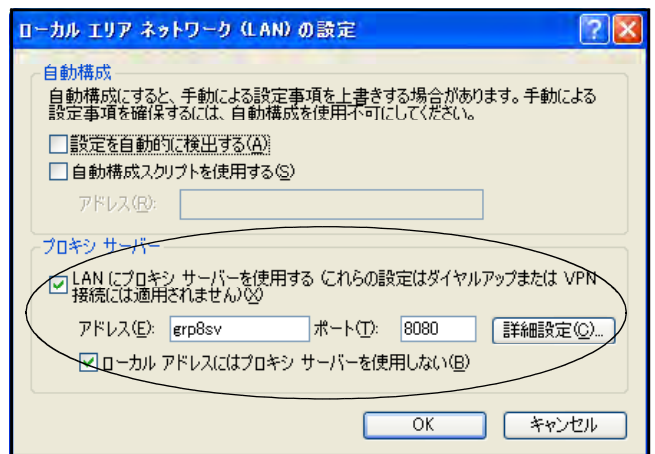 ローカル エリア ネットワーク (LAN) の設定
自動構成
自動構成にすると、手動による設定事項を上書きする場合があります。手動による
設定事項を確保するには、自動構成を使用不可にしてください。
設定を自動的に検出する(A)
自動構成スクリプトを使用する(S)
アドレス(R):
プロキシ サーバー
LAN にプロキシ サーバーを使用する (これらの設定はダイヤルアップまたは VPN
接続には適用されません)(X)
アドレス(E): grp8sv ポート(T): 8080 詳細設定(C)...
ローカル アドレスにはプロキシ サーバーを使用しない(B)
OK キャンセル